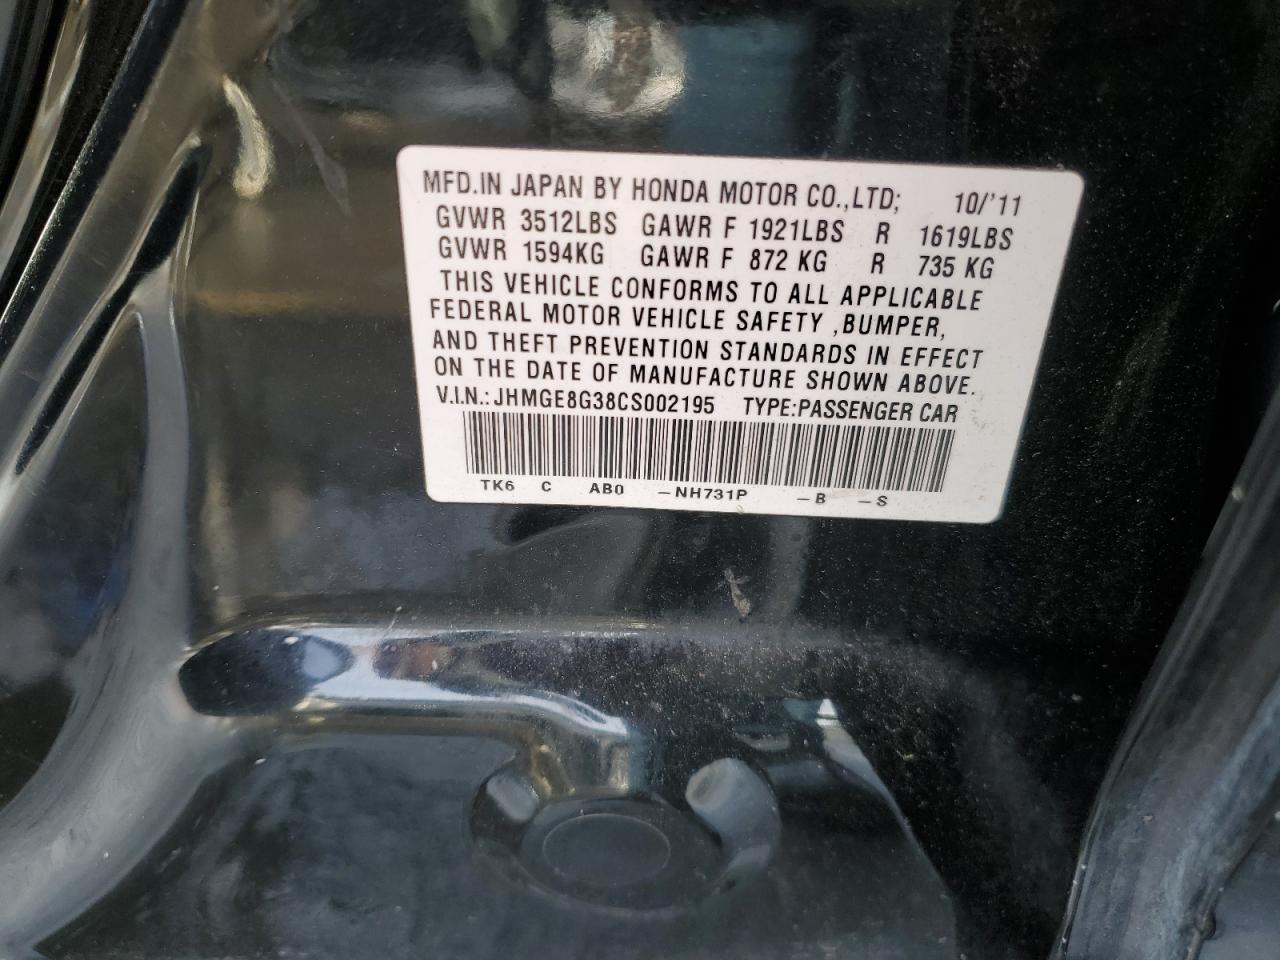 MFD.IN JAPAN BY HONDA MOTOR CO.,LTD; 10/'11
GVWR 3512LBS GAWR F 1921LBS R 1619LBS
GVWR 1594KG GAWR F 872 KG R 735 KG
THIS VEHICLE CONFORMS TO ALL APPLICABLE
FEDERAL MOTOR VEHICLE SAFETY ,BUMPER,
AND THEFT PREVENTION STANDARDS IN EFFECT
ON THE DATE OF MANUFACTURE SHOWN ABOVE.
V.I.N.: JHMGE8G38CS002195 TYPE:PASSENGER CAR
TK6 C AB0 -NH731P -B -S